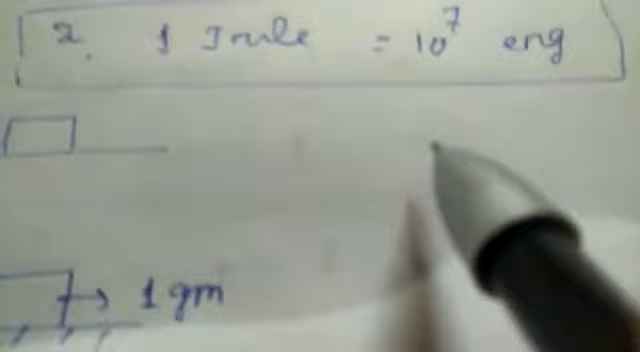 2. 1 Joule = 10⁷ erg
1 gm